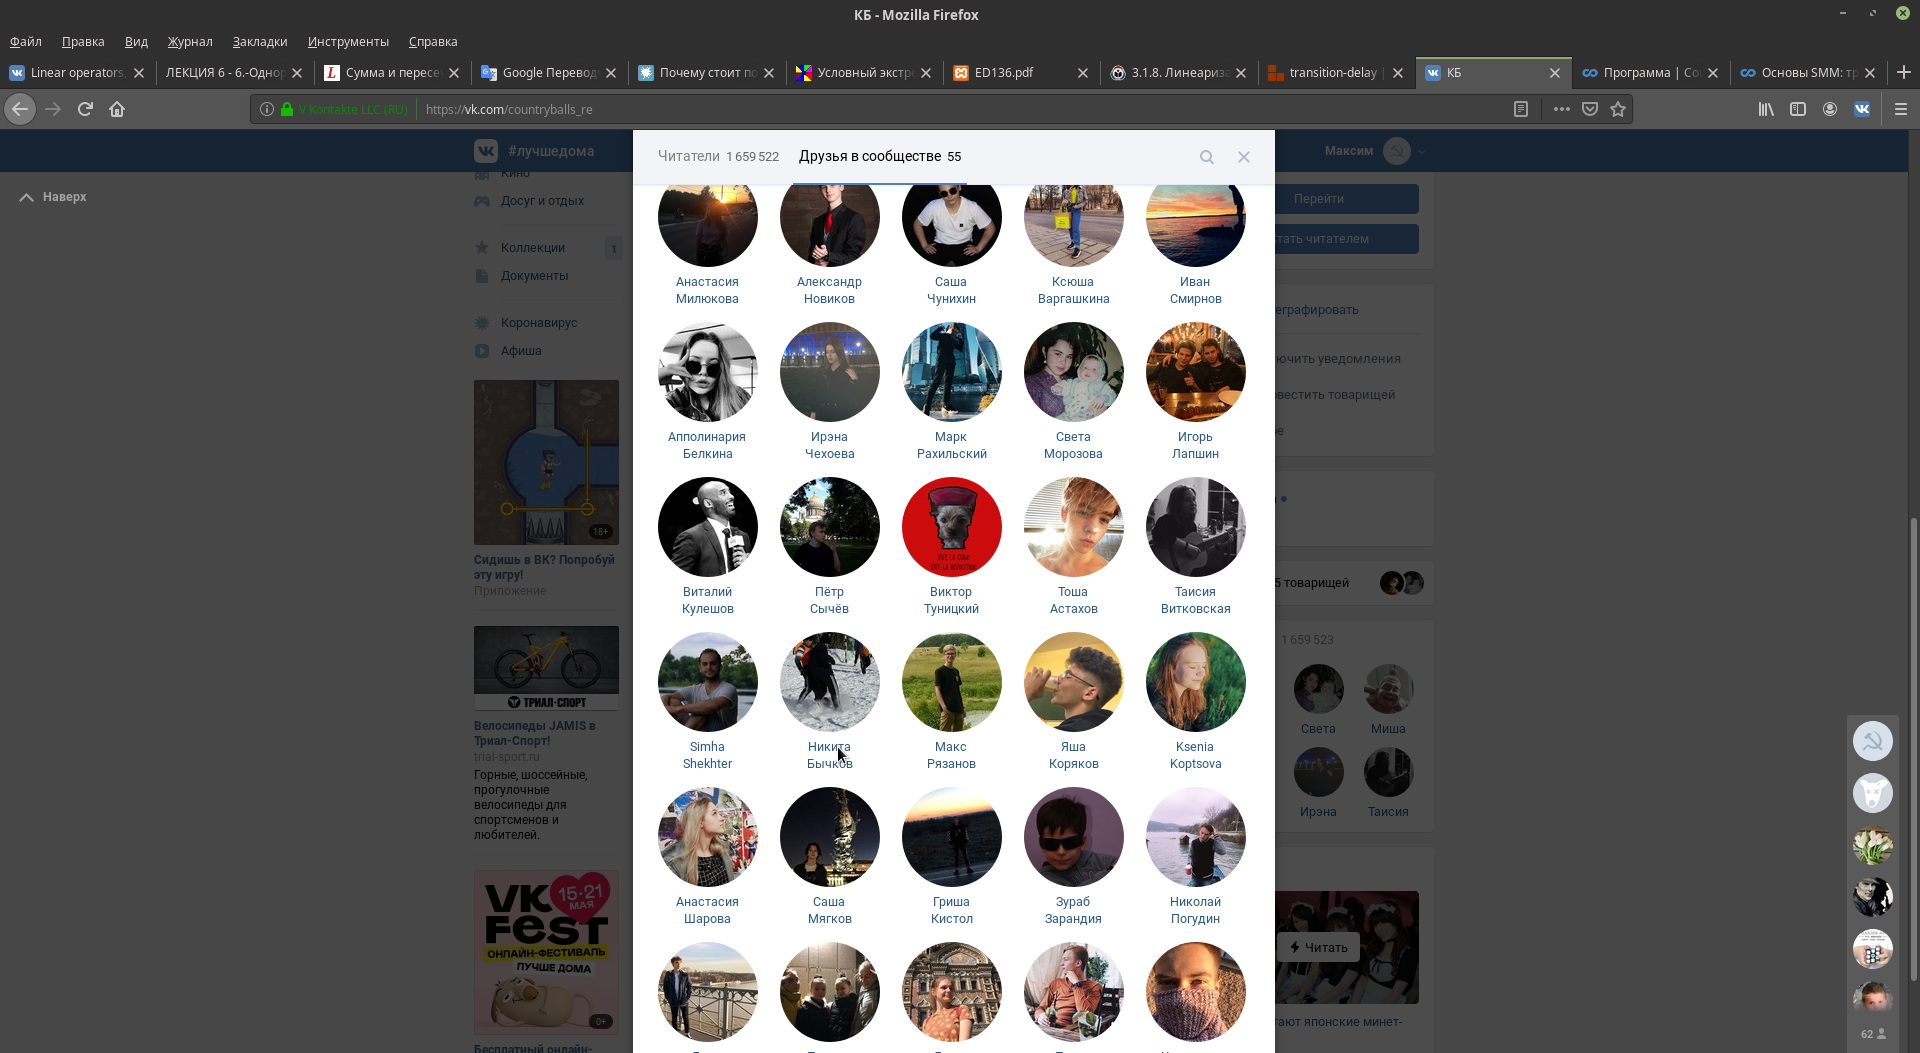 КБ - Mozilla Firefox
Файл Правка Вид Журнал Закладки Инструменты Справка
Linear operators,
ЛЕКЦИЯ 6 - 6.-Однор
Сумма и пересе
Google Перевод
Почему стоит по
Условный экстр
ED136.pdf
3.1.8. Линеариза
transition-delay |
КБ
Программа | Co
Основы SMM: тр
V Kontakte LLC (RU)
https://vk.com/countryballs_re
#лучшедома
Максим
Наверх
Кино
Досуг и отдых
Коллекции 1
Документы
Коронавирус
Афиша
18+
Сидишь в ВК? Попробуй
эту игру!
Приложение
ТРИАЛ-СПОРТ
Велосипеды JAMIS в
Триал-Спорт!
trial-sport.ru
Горные, шоссейные,
прогулочные
велосипеды для
спортсменов и
любителей.
15-21
МАЯ
VK
FEST
ОНЛАЙН-ФЕСТИВАЛЬ
ЛУЧШЕ ДОМА
0+
Бесплатный онлайн-
Читатели 1 659 522
Друзья в сообществе 55
Анастасия
Милюкова
Александр
Новиков
Саша
Чунихин
Ксюша
Варгашкина
Иван
Смирнов
Апполинария
Белкина
Ирэна
Чехоева
Марк
Рахильский
Света
Морозова
Игорь
Лапшин
Виталий
Кулешов
Пётр
Сычёв
Виктор
Туницкий
Тоша
Астахов
Таисия
Витковская
Simha
Shekhter
Никита
Бычков
Макс
Рязанов
Яша
Коряков
Ksenia
Koptsova
Анастасия
Шарова
Саша
Мягков
Гриша
Кистол
Зураб
Зарандия
Николай
Погудин
Перейти
тать читателем
еграфировать
ючить уведомления
вестить товарищей
ре
5 товарищей
1 659 523
Света
Миша
Ирэна
Таисия
Читать
тают японские минет-
62